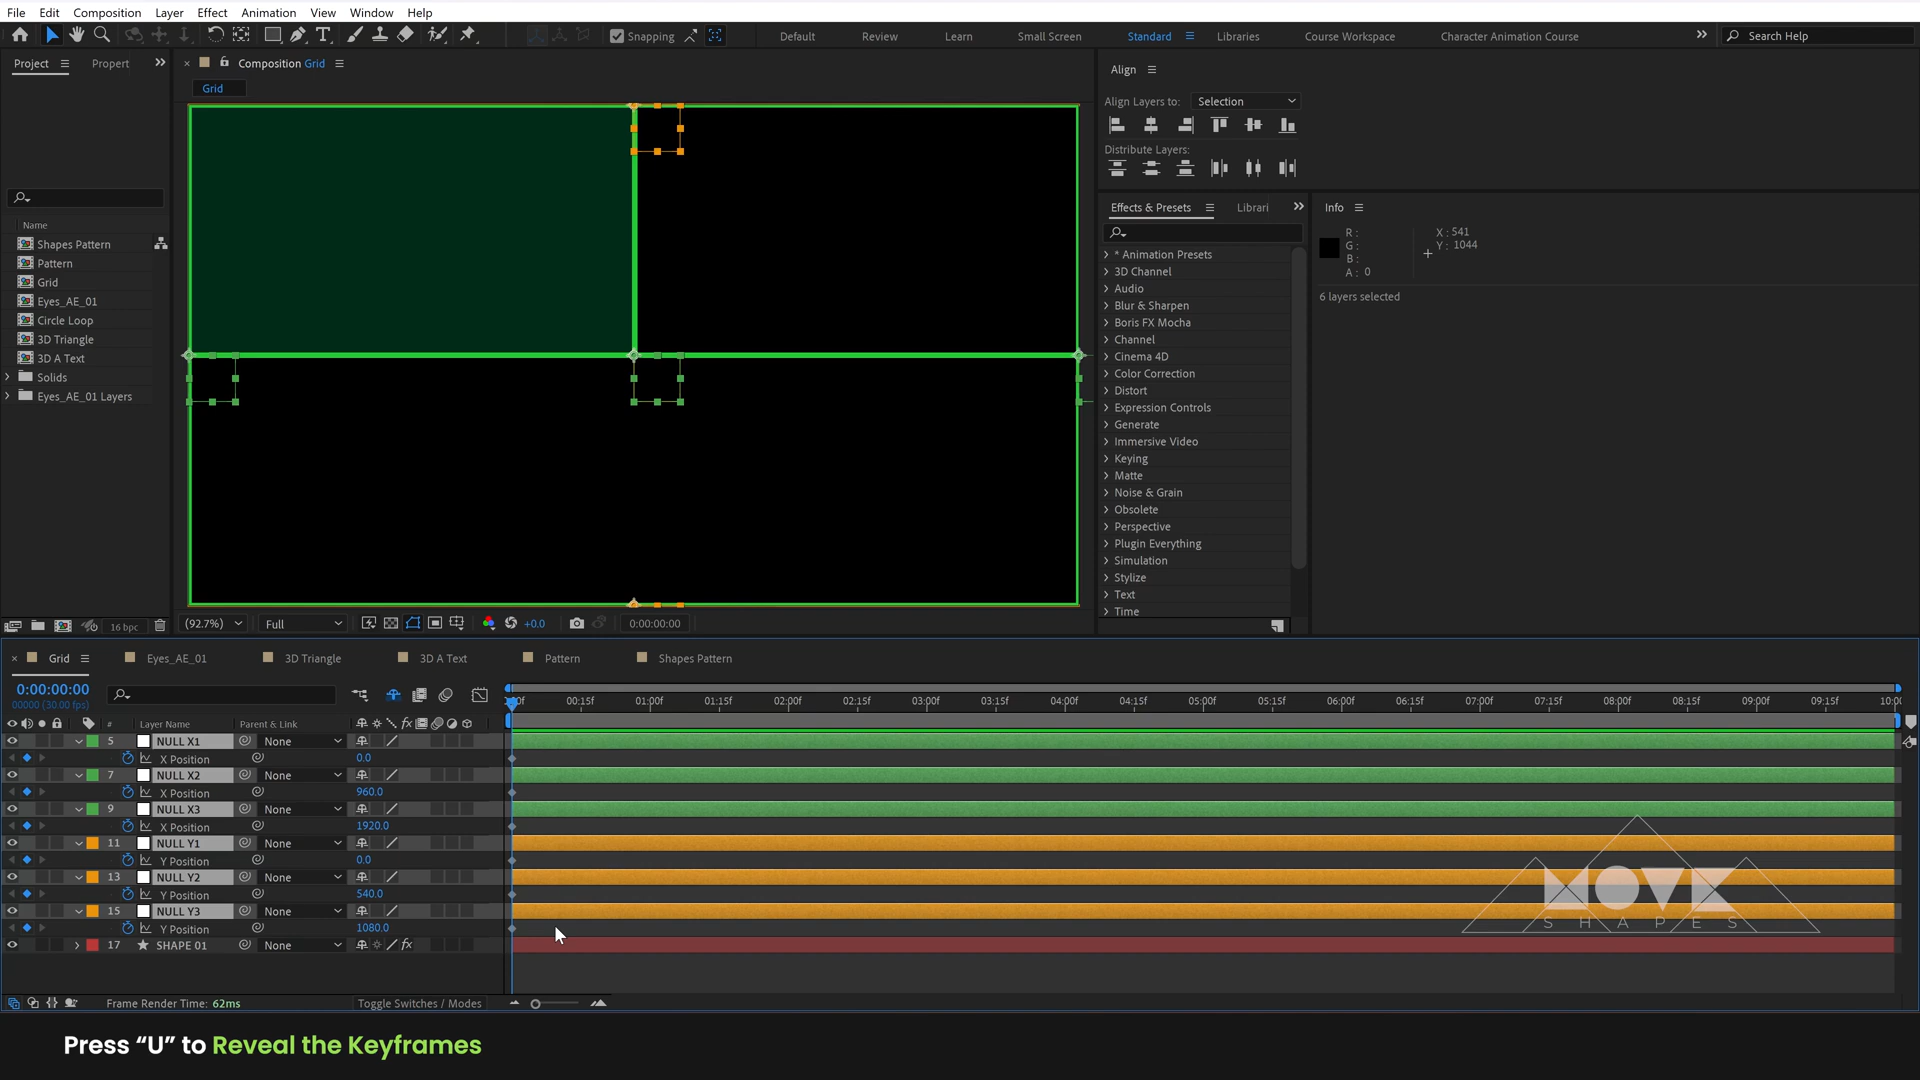 File Edit Composition Layer Effect Animation View Window Help
Snapping Default Review Learn Small Screen Standard Libraries Course Workspace Character Animation Course Search Help
Project Propert
Composition Grid
Grid
Name
Shapes Pattern
Pattern
Grid
Eyes_AE_01
Circle Loop
3D Triangle
3D A Text
Solids
Eyes_AE_01 Layers
16 bpc
(92.7%) Full +0.0 0:00:00:00
Align
Align Layers to: Selection
Distribute Layers:
Effects & Presets Librari
* Animation Presets
3D Channel
Audio
Blur & Sharpen
Boris FX Mocha
Channel
Cinema 4D
Color Correction
Distort
Expression Controls
Generate
Immersive Video
Keying
Matte
Noise & Grain
Obsolete
Perspective
Plugin Everything
Simulation
Stylize
Text
Time
Info
R :
G :
B :
A : 0
X : 541
Y : 1044
6 layers selected
Grid Eyes_AE_01 3D Triangle 3D A Text Pattern Shapes Pattern
0:00:00:00
00000 (30.00 fps)
00:15f 01:00f 01:15f 02:00f 02:15f 03:00f 03:15f 04:00f 04:15f 05:00f 05:15f 06:00f 06:15f 07:00f 07:15f 08:00f 08:15f 09:00f 09:15f 10:0
# Layer Name Parent & Link
5 NULL X1 None
X Position 0.0
7 NULL X2 None
X Position 960.0
9 NULL X3 None
X Position 1920.0
11 NULL Y1 None
Y Position 0.0
13 NULL Y2 None
Y Position 540.0
15 NULL Y3 None
Y Position 1080.0
17 SHAPE 01 None
Frame Render Time: 62ms
Toggle Switches / Modes
MOVE
SHAPES
Press “U” to Reveal the Keyframes